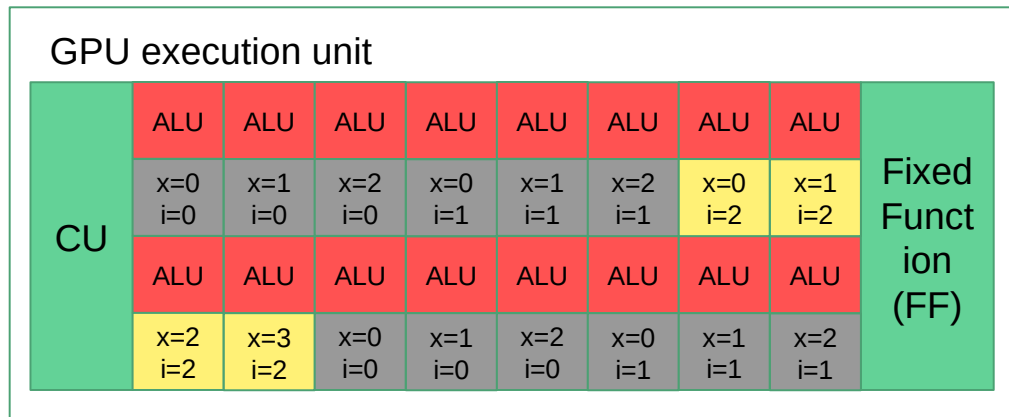 GPU execution unit
CU
ALU ALU ALU ALU ALU ALU ALU ALU
x=0 x=1 x=2 x=0 x=1 x=2 x=0 x=1
i=0 i=0 i=0 i=1 i=1 i=1 i=2 i=2
ALU ALU ALU ALU ALU ALU ALU ALU
x=2 x=3 x=0 x=1 x=2 x=0 x=1 x=2
i=2 i=2 i=0 i=0 i=0 i=1 i=1 i=1
Fixed
Funct
ion
(FF)